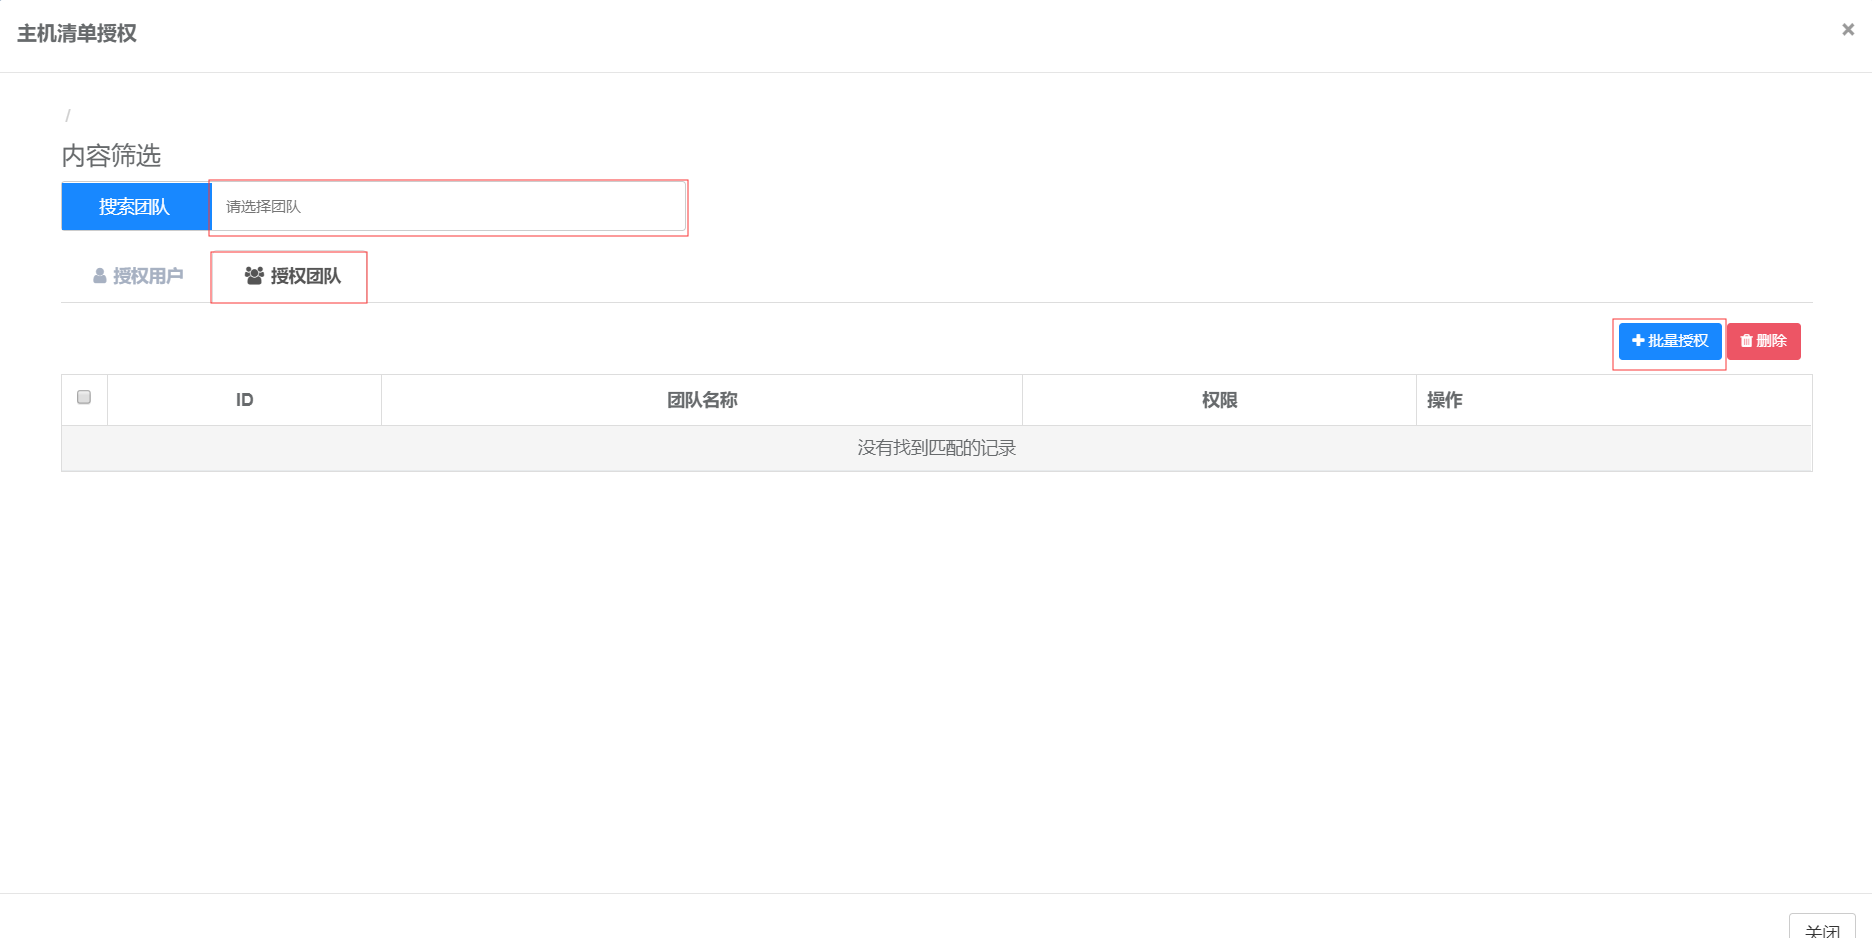 主机清单授权
×
/
内容筛选
搜索团队 请选择团队
授权用户 授权团队
批量授权 删除
ID 团队名称 权限 操作
没有找到匹配的记录
关闭